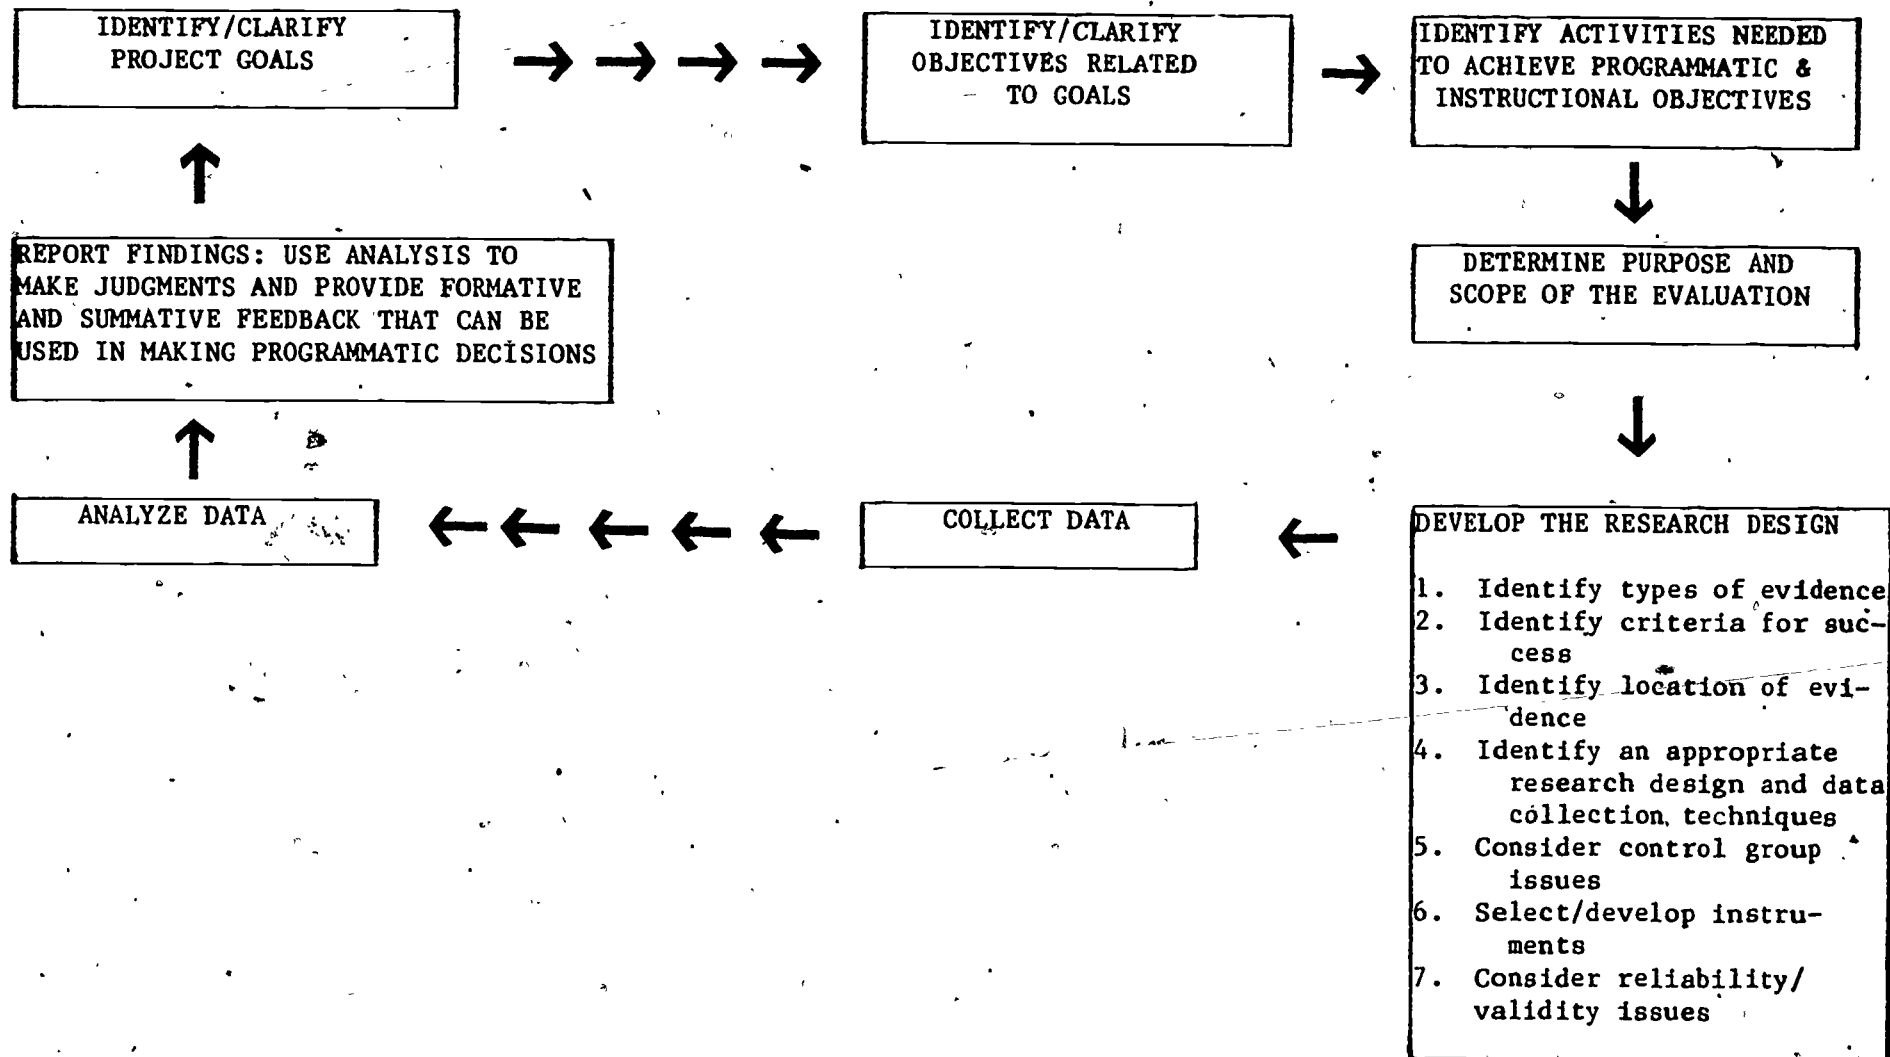 IDENTIFY/CLARIFY
PROJECT GOALS
IDENTIFY/CLARIFY
OBJECTIVES RELATED
TO GOALS
IDENTIFY ACTIVITIES NEEDED
TO ACHIEVE PROGRAMMATIC &
INSTRUCTIONAL OBJECTIVES
DETERMINE PURPOSE AND
SCOPE OF THE EVALUATION
DEVELOP THE RESEARCH DESIGN
1. Identify types of evidence
2. Identify criteria for suc-
cess
3. Identify location of evi-
dence
4. Identify an appropriate
research design and data
collection techniques
5. Consider control group
issues
6. Select/develop instru-
ments
7. Consider reliability/
validity issues
COLLECT DATA
ANALYZE DATA
REPORT FINDINGS: USE ANALYSIS TO
MAKE JUDGMENTS AND PROVIDE FORMATIVE
AND SUMMATIVE FEEDBACK THAT CAN BE
USED IN MAKING PROGRAMMATIC DECISIONS